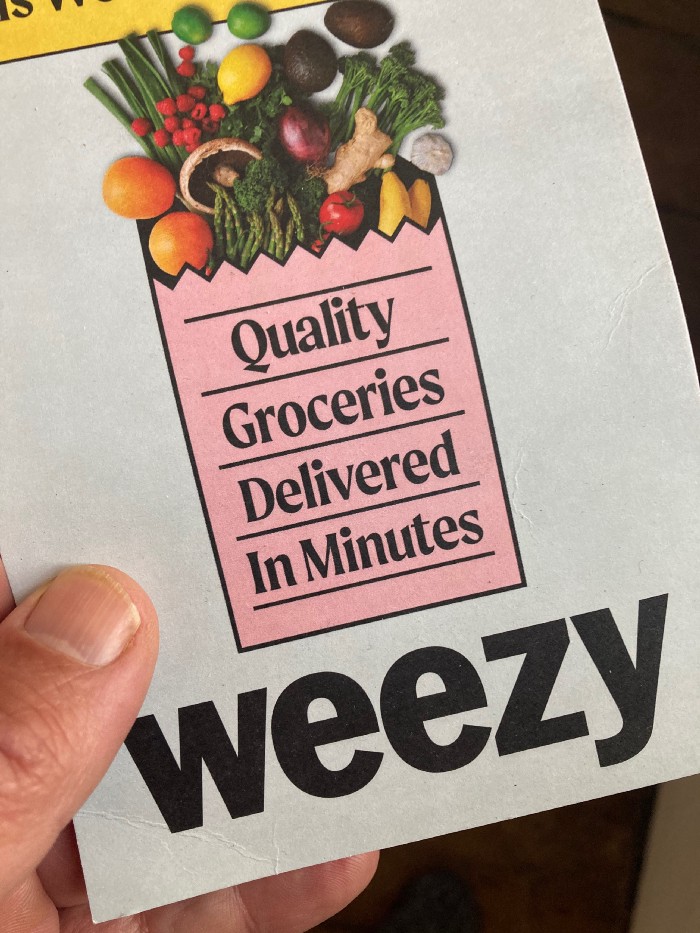 Quality
Groceries
Delivered
In Minutes
weezy